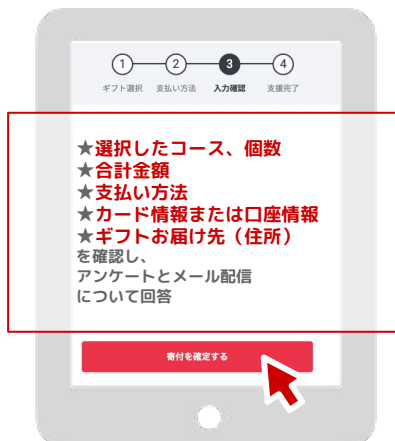 1 2 3 4
ギフト選択 支払い方法 入力確認 支援完了
★選択したコース、個数
★合計金額
★支払い方法
★カード情報または口座情報
★ギフトお届け先（住所）
を確認し、
アンケートとメール配信
について回答
寄付を確定する